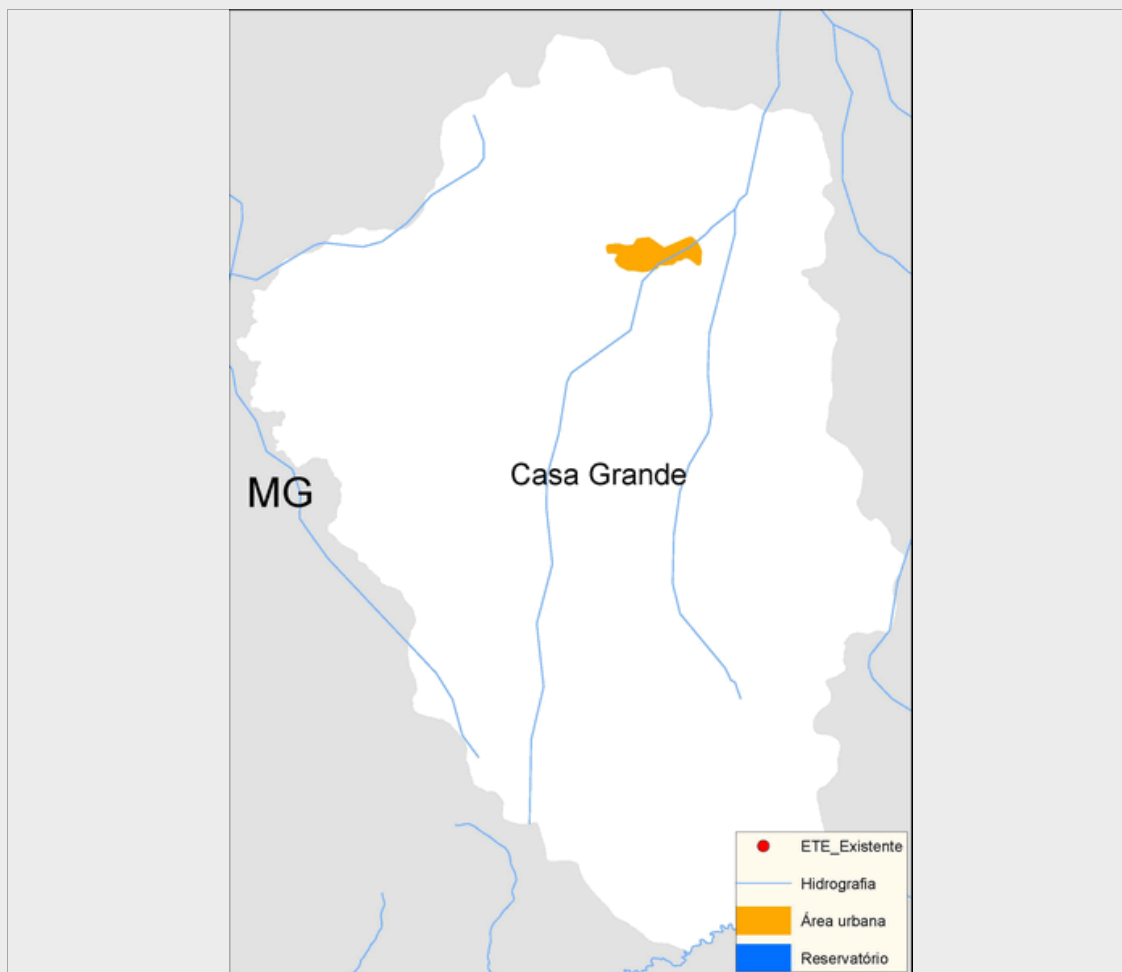 Casa Grande
MG
ETE_Existente
Hidrografia
Área urbana
Reservatório